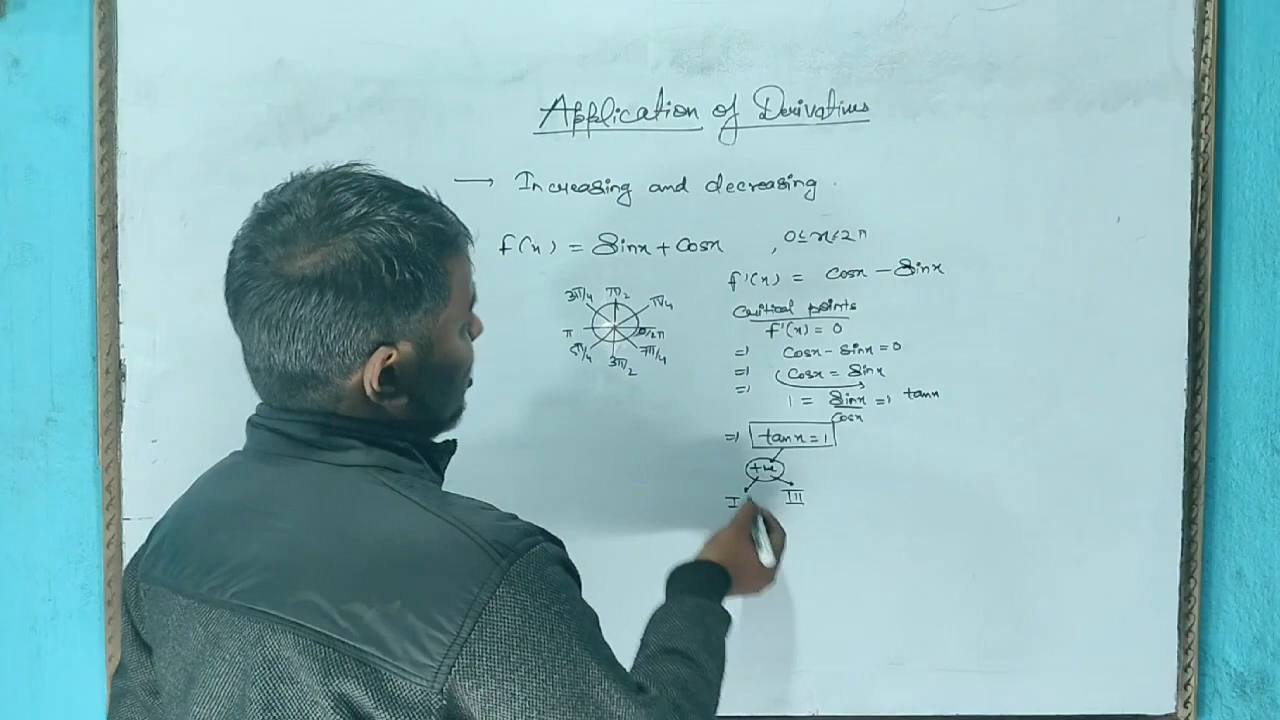 Application of Derivatives
→ Increasing and decreasing
f(x) = Sinx + Cosx , 0≤x≤2π
f'(x) = Cosx − Sinx
3π/4 π/2 π/4
π 0/2π
5π/4 3π/2 7π/4
Critical points
f'(x) = 0
=) Cosx − Sinx = 0
=) Cosx = Sinx
=) 1 = Sinx/Cosx =) tanx
=) tanx = 1
+ve
I III